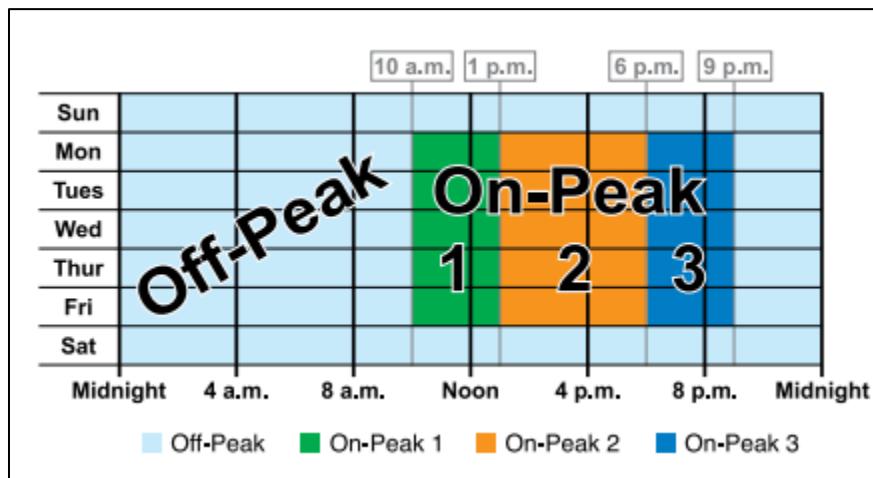 10 a.m. 1 p.m. 6 p.m. 9 p.m.
Sun
Mon
Tues
Wed
Thur
Fri
Sat
Off-Peak
On-Peak
1 2 3
Midnight 4 a.m. 8 a.m. Noon 4 p.m. 8 p.m. Midnight
Off-Peak On-Peak 1 On-Peak 2 On-Peak 3